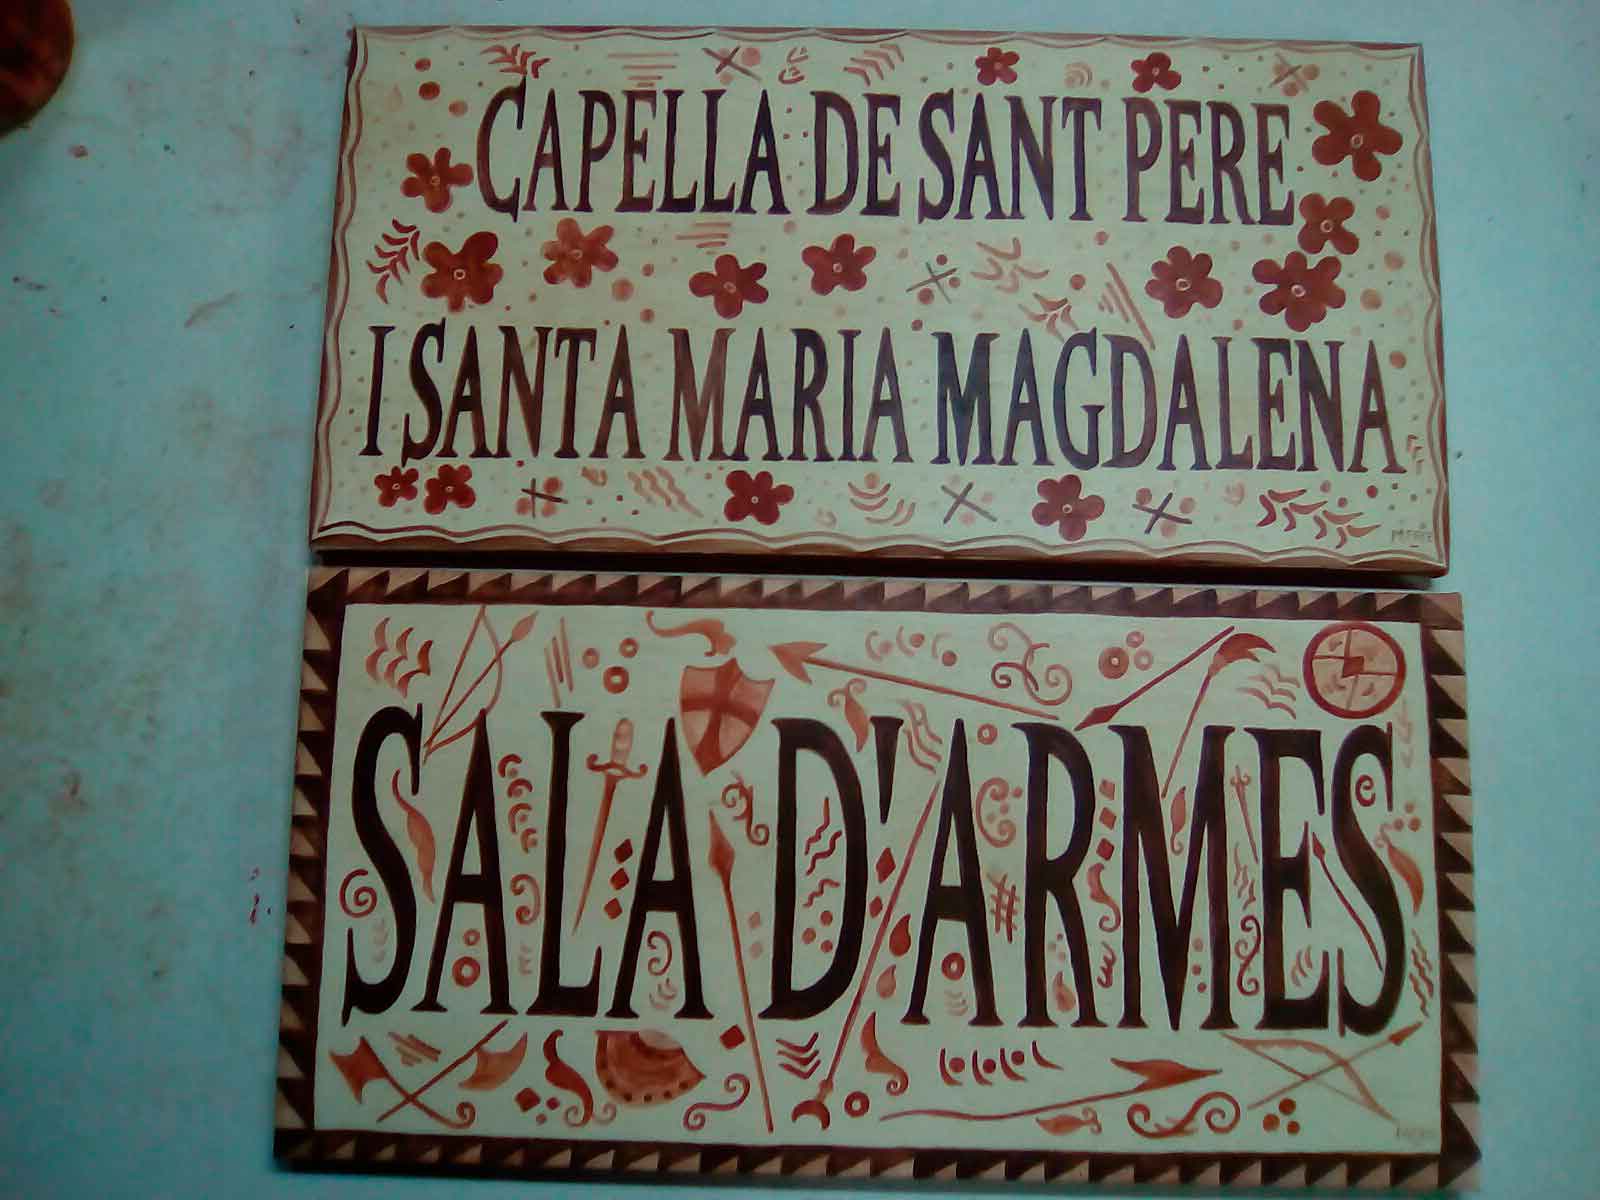 CAPELLA DE SANT PERE
I SANTA MARIA MAGDALENA
SALA D'ARMES